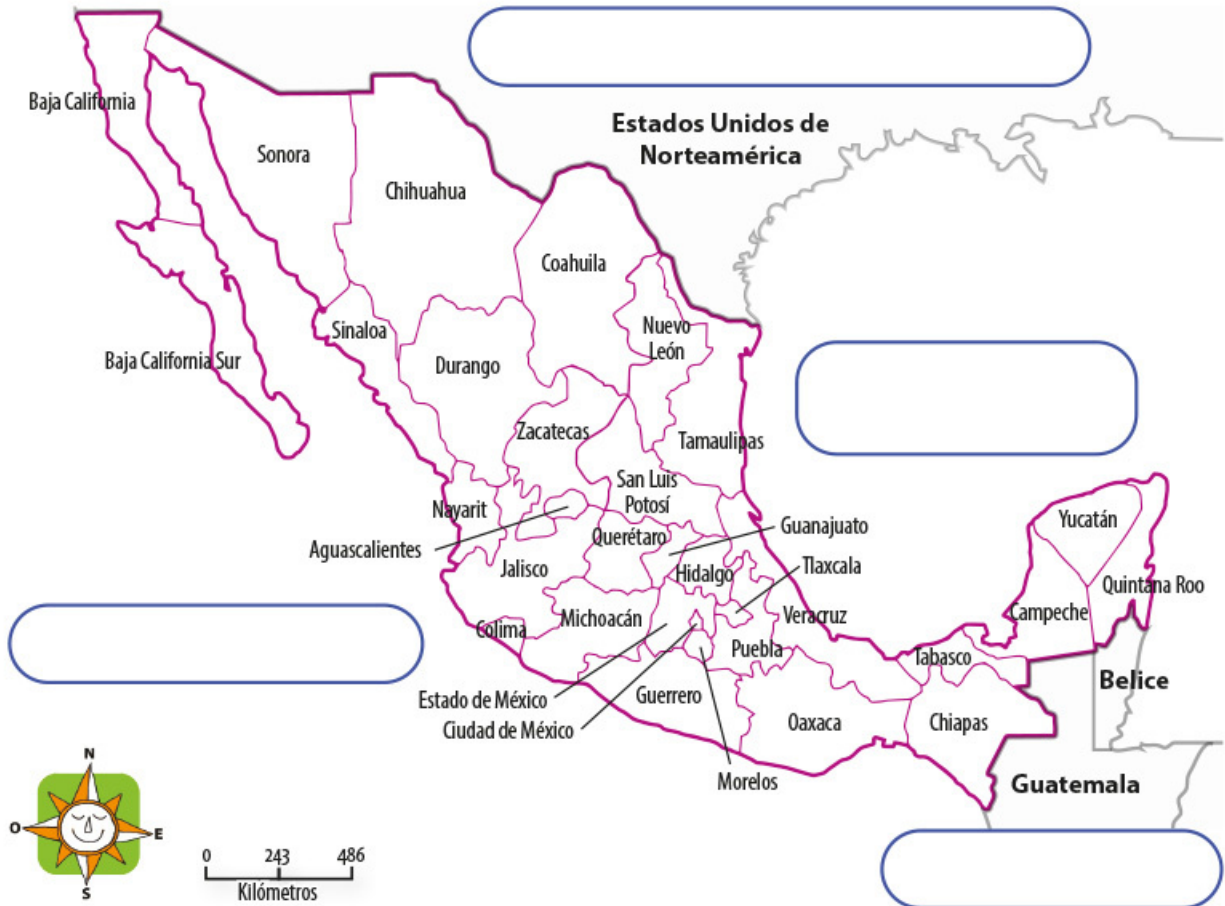 Baja California
Sonora
Chihuahua
Estados Unidos de
Norteamérica
Coahuila
Sinaloa
Nuevo
León
Baja California Sur
Durango
Zacatecas
Tamaulipas
San Luis
Potosí
Nayarit
Aguascalientes
Querétaro
Guanajuato
Yucatán
Jalisco
Hidalgo
Tlaxcala
Quintana Roo
Colima
Michoacán
Veracruz
Campeche
Puebla
Tabasco
Belice
Estado de México
Guerrero
Ciudad de México
Oaxaca
Chiapas
Morelos
Guatemala
N
O
E
S
0 243 486
Kilómetros